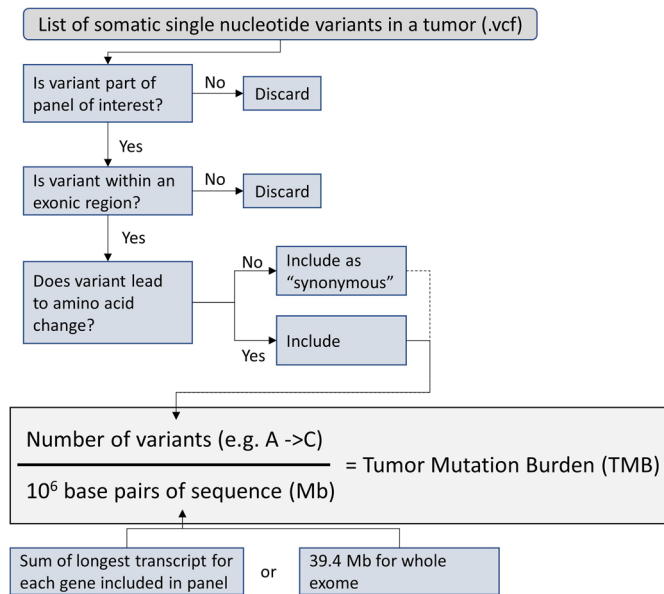 List of somatic single nucleotide variants in a tumor (.vcf)
Is variant part of
panel of interest?
No
Discard
Yes
Is variant within an
exonic region?
No
Discard
Yes
Does variant lead
to amino acid
change?
No
Include as
“synonymous”
Yes
Include
Number of variants (e.g. A ->C)
10⁶ base pairs of sequence (Mb)
= Tumor Mutation Burden (TMB)
Sum of longest transcript for
each gene included in panel
or
39.4 Mb for whole
exome